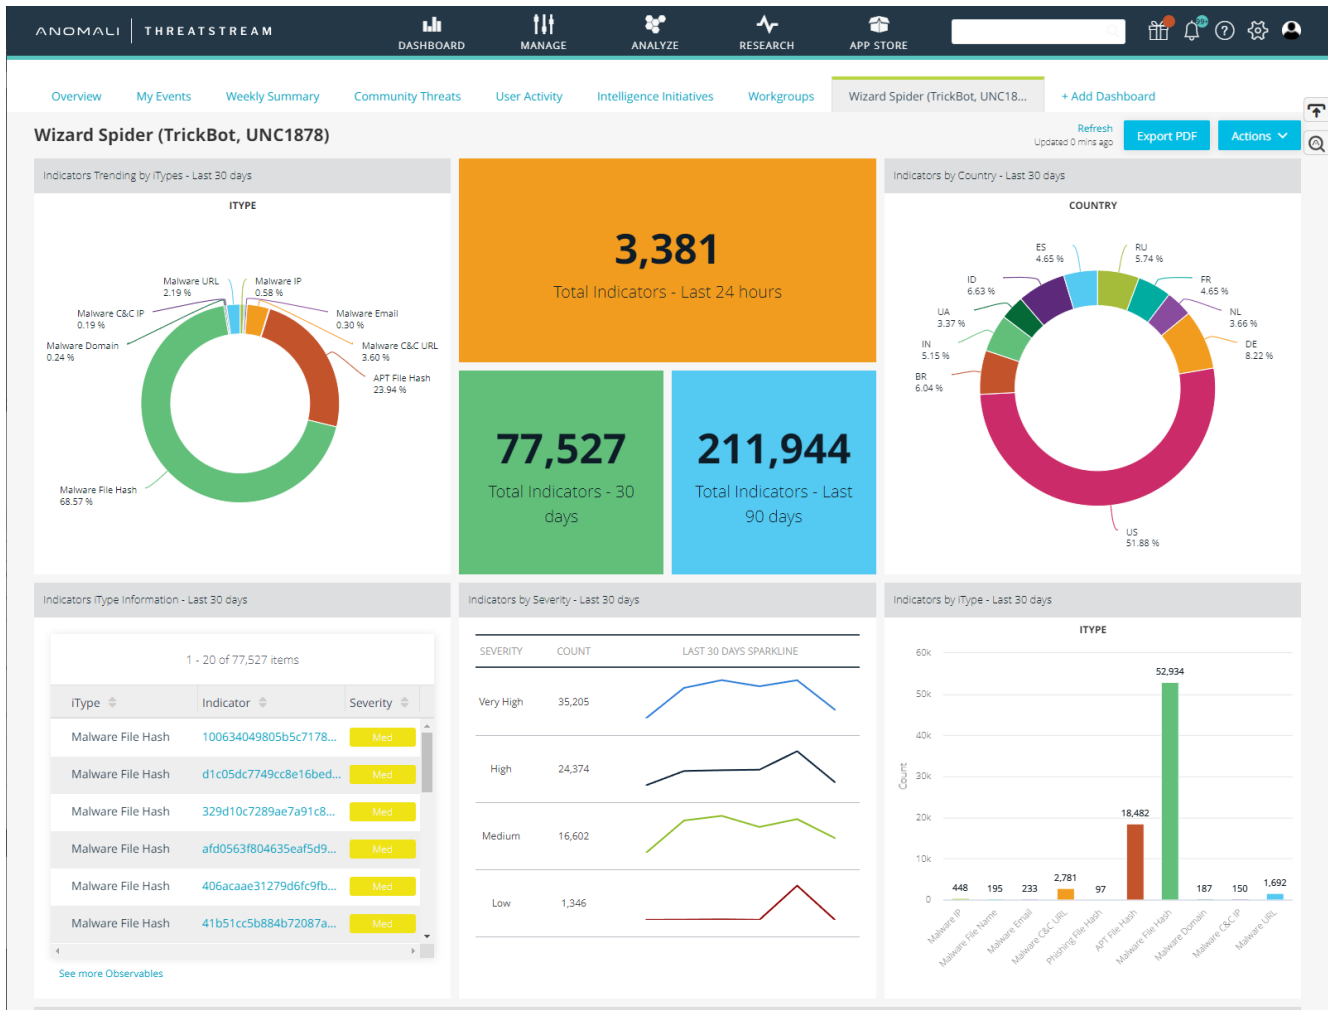 ANOMALI THREATSTREAM
DASHBOARD
MANAGE
ANALYZE
RESEARCH
APP STORE
99+
Overview
My Events
Weekly Summary
Community Threats
User Activity
Intelligence Initiatives
Workgroups
Wizard Spider (TrickBot, UNC18...
+ Add Dashboard
Wizard Spider (TrickBot, UNC1878)
Refresh
Updated 0 mins ago
Export PDF
Actions
Indicators Trending by iTypes - Last 30 days
ITYPE
Malware URL
2.19 %
Malware IP
0.58 %
Malware C&C IP
0.19 %
Malware Email
0.30 %
Malware Domain
0.24 %
Malware C&C URL
3.60 %
APT File Hash
23.94 %
Malware File Hash
68.57 %
3,381
Total Indicators - Last 24 hours
77,527
Total Indicators - 30
days
211,944
Total Indicators - Last
90 days
Indicators by Country - Last 30 days
COUNTRY
ES
4.65 %
RU
5.74 %
ID
6.63 %
FR
4.65 %
UA
3.37 %
NL
3.66 %
IN
5.15 %
DE
8.22 %
BR
6.04 %
US
51.88 %
Indicators iType Information - Last 30 days
1 - 20 of 77,527 items
iType Indicator Severity
Malware File Hash 100634049805b5c7178... Med
Malware File Hash d1c05dc7749cc8e16bed... Med
Malware File Hash 329d10c7289ae7a91c8... Med
Malware File Hash afd0563f804635eaf5d9... Med
Malware File Hash 406acaae31279d6fc9fb... Med
Malware File Hash 41b51cc5b884b72087a... Med
See more Observables
Indicators by Severity - Last 30 days
SEVERITY COUNT LAST 30 DAYS SPARKLINE
Very High 35,205
High 24,374
Medium 16,602
Low 1,346
Indicators by iType - Last 30 days
ITYPE
60k
50k
40k
30k
20k
10k
0
Count
448
195
233
2,781
97
18,482
52,934
187
150
1,692
Malware IP
Malware File Name
Malware Email
Malware C&C URL
Phishing File Hash
APT File Hash
Malware File Hash
Malware Domain
Malware C&C IP
Malware URL